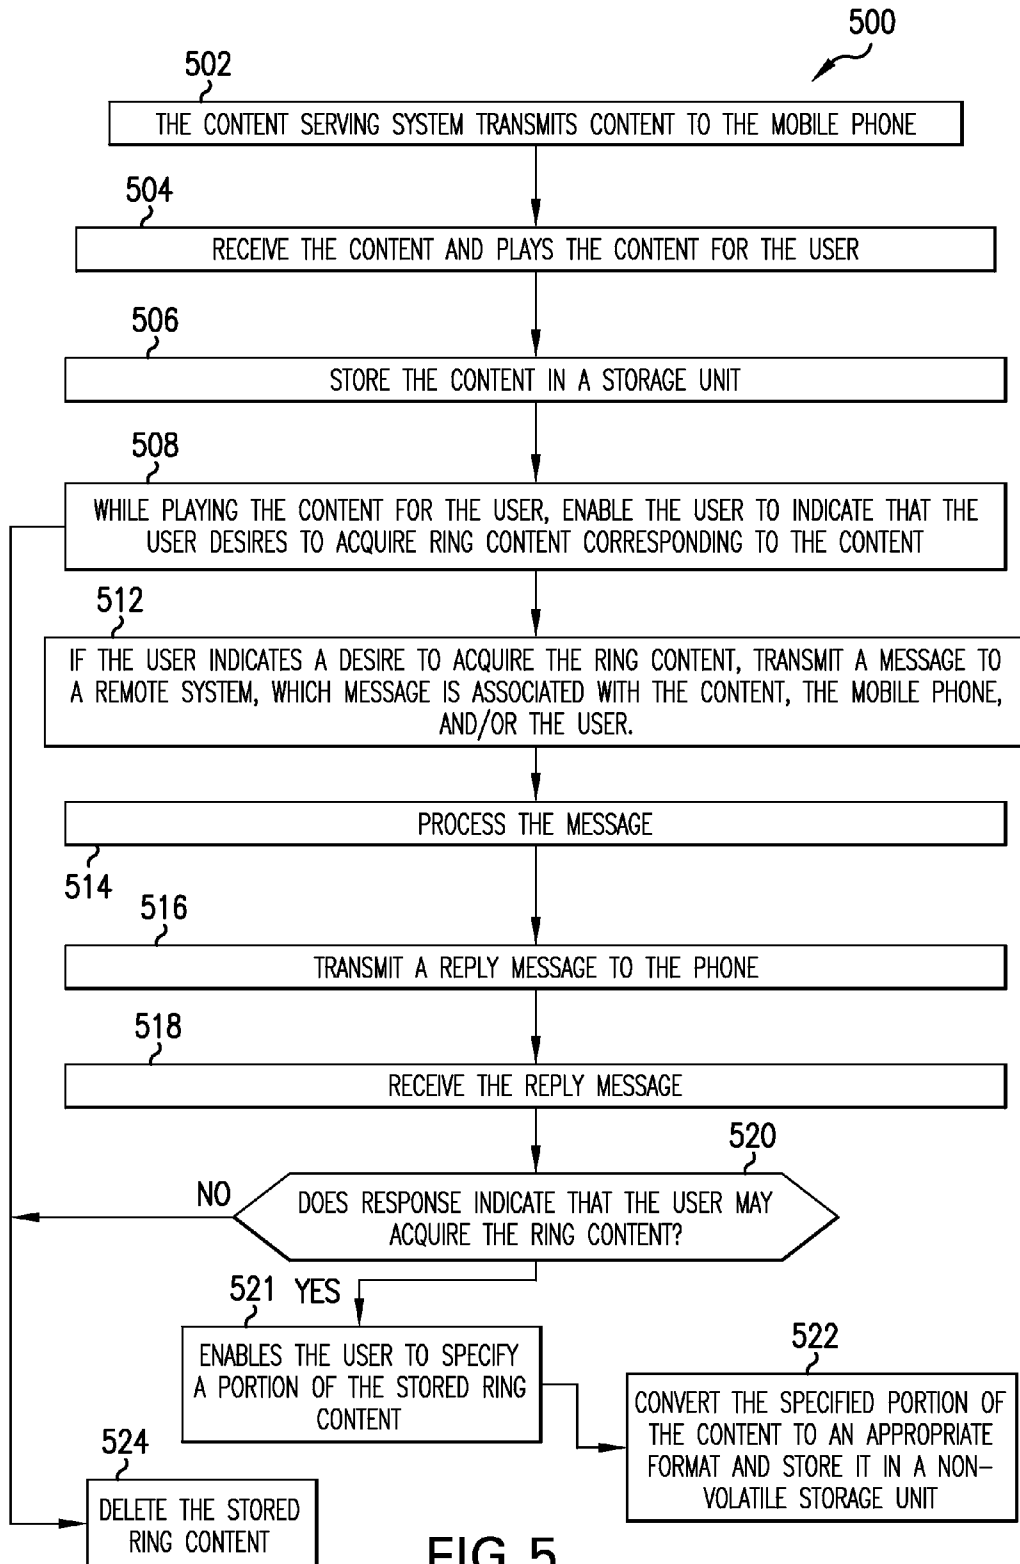 500
502
THE CONTENT SERVING SYSTEM TRANSMITS CONTENT TO THE MOBILE PHONE
504
RECEIVE THE CONTENT AND PLAYS THE CONTENT FOR THE USER
506
STORE THE CONTENT IN A STORAGE UNIT
508
WHILE PLAYING THE CONTENT FOR THE USER, ENABLE THE USER TO INDICATE THAT THE
USER DESIRES TO ACQUIRE RING CONTENT CORRESPONDING TO THE CONTENT
512
IF THE USER INDICATES A DESIRE TO ACQUIRE THE RING CONTENT, TRANSMIT A MESSAGE TO
A REMOTE SYSTEM, WHICH MESSAGE IS ASSOCIATED WITH THE CONTENT, THE MOBILE PHONE,
AND/OR THE USER.
PROCESS THE MESSAGE
514
516
TRANSMIT A REPLY MESSAGE TO THE PHONE
518
RECEIVE THE REPLY MESSAGE
520
NO
DOES RESPONSE INDICATE THAT THE USER MAY
ACQUIRE THE RING CONTENT?
521
YES
ENABLES THE USER TO SPECIFY
A PORTION OF THE STORED RING
CONTENT
522
CONVERT THE SPECIFIED PORTION OF
THE CONTENT TO AN APPROPRIATE
FORMAT AND STORE IT IN A NON-
VOLATILE STORAGE UNIT
524
DELETE THE STORED
RING CONTENT
FIG 5